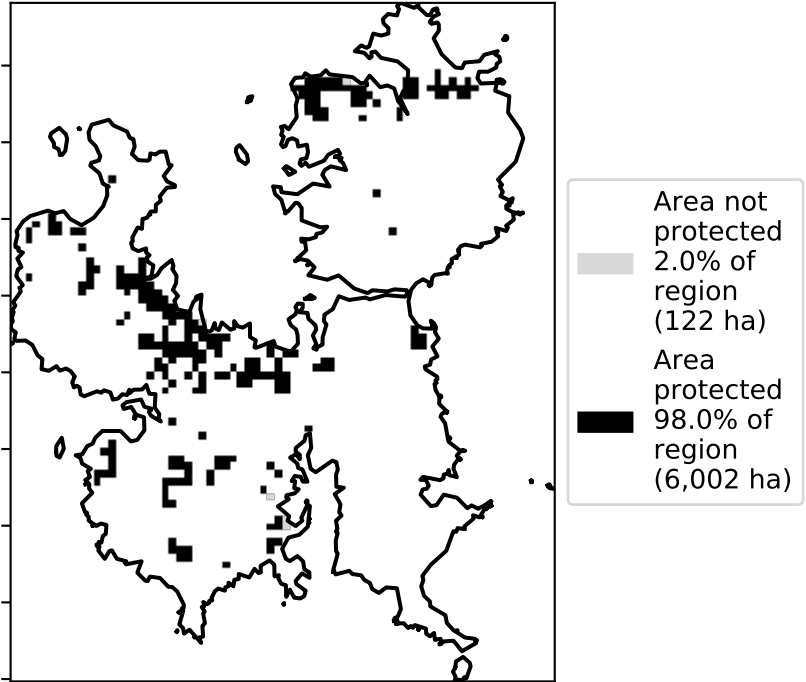 Area not
protected
2.0% of
region
(122 ha)
Area
protected
98.0% of
region
(6,002 ha)